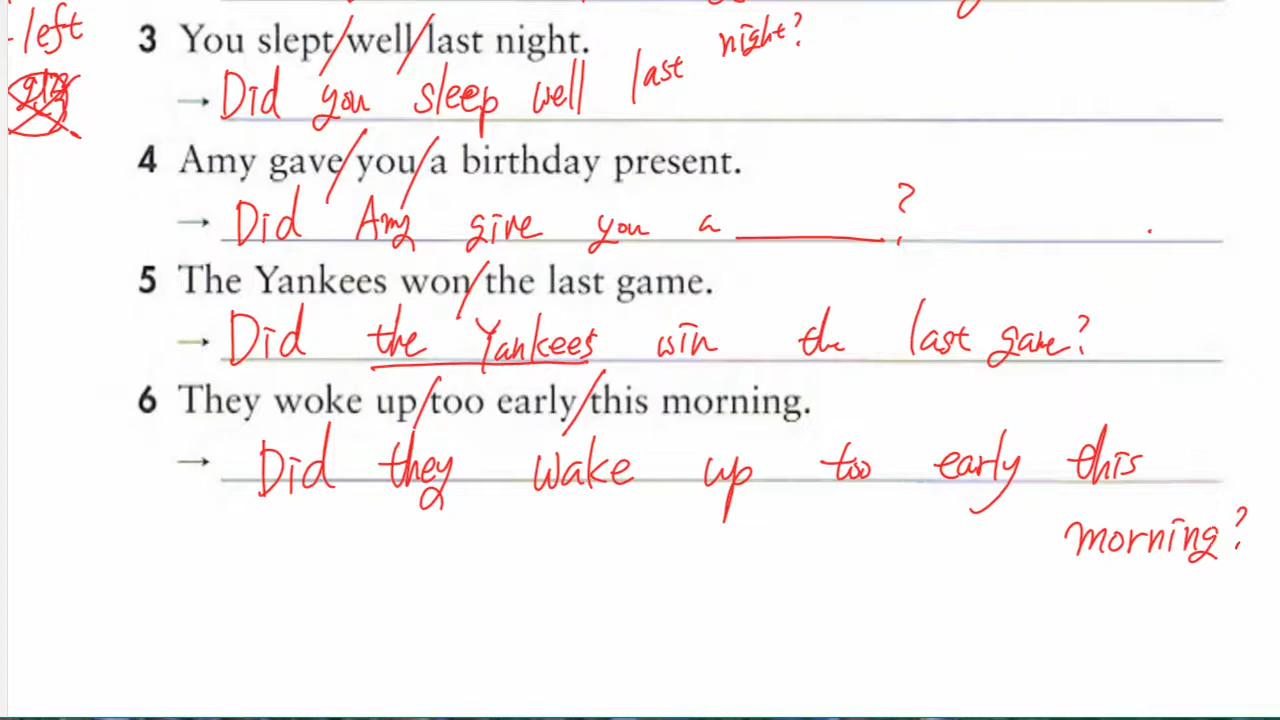 - left
3 You slept/well/last night.
→ Did you sleep well last night?
4 Amy gave/you/a birthday present.
→ Did Amy give you a ______?
5 The Yankees won/the last game.
→ Did the Yankees win the last game?
6 They woke up/too early/this morning.
→ Did they wake up too early this
morning?